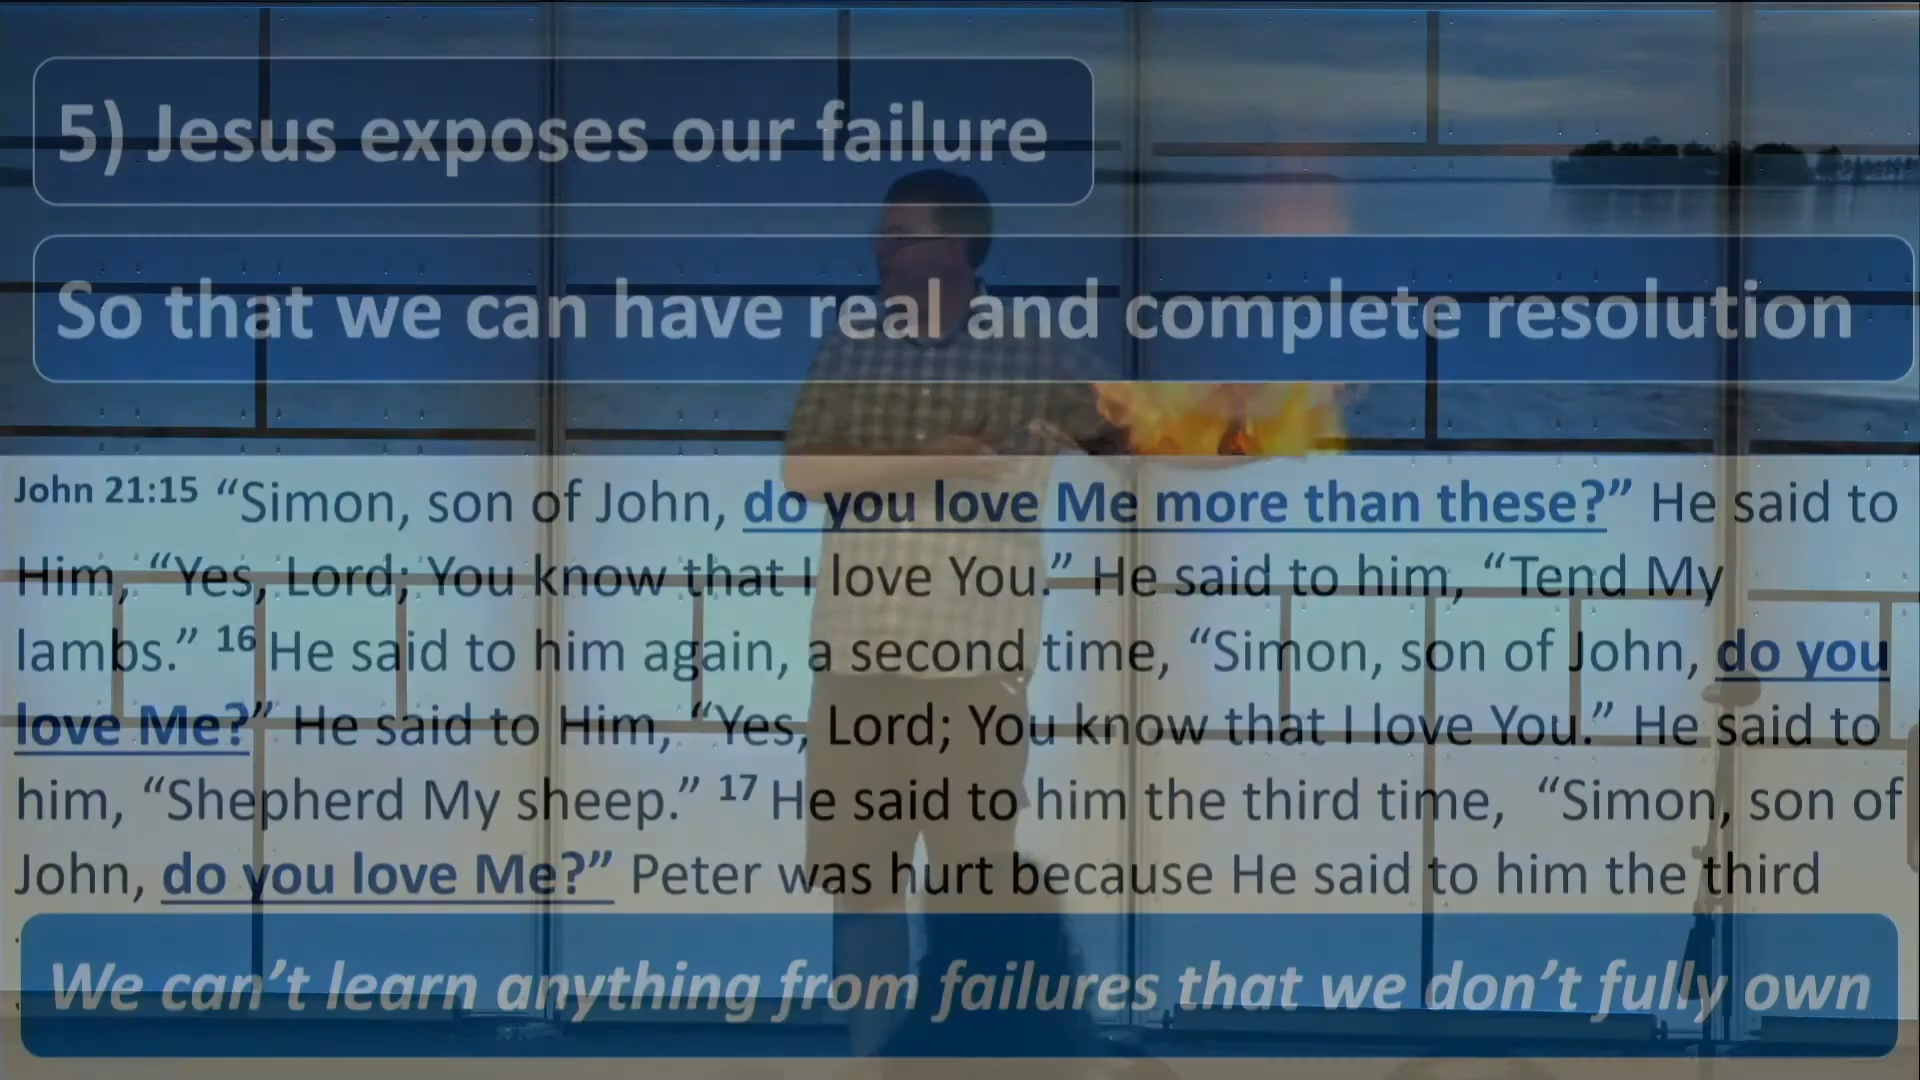 5) Jesus exposes our failure
So that we can have real and complete resolution
John 21:15 “Simon, son of John, do you love Me more than these?” He said to
Him, “Yes, Lord; You know that I love You.” He said to him, “Tend My
lambs.” 16 He said to him again, a second time, “Simon, son of John, do you
love Me?” He said to Him, “Yes, Lord; You know that I love You.” He said to
him, “Shepherd My sheep.” 17 He said to him the third time, “Simon, son of
John, do you love Me?” Peter was hurt because He said to him the third
We can’t learn anything from failures that we don’t fully own